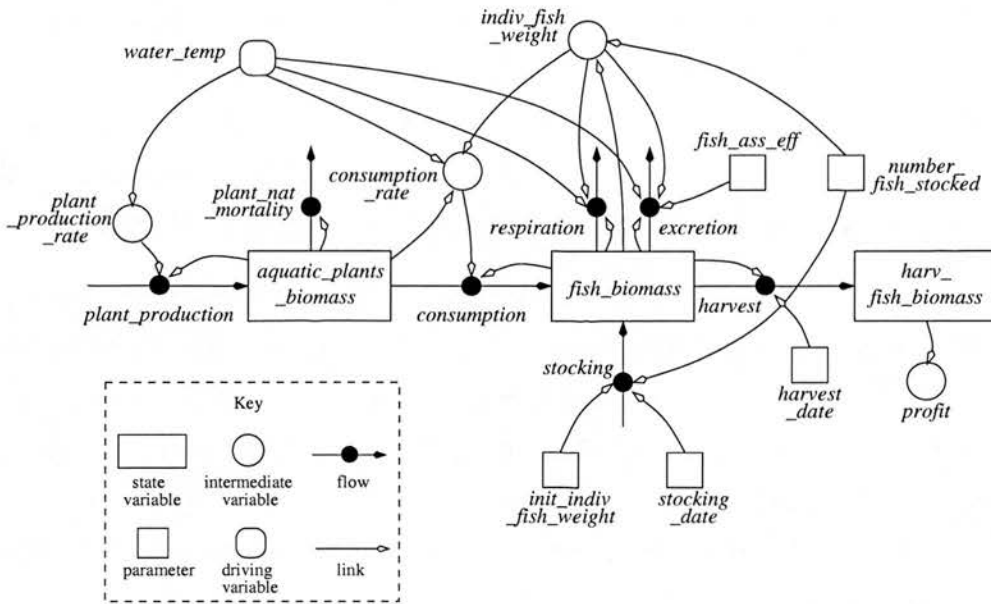 indiv_fish
_weight
water_temp
fish_ass_eff
number_
fish_stocked
plant_nat
_mortality
consumption
_rate
plant
_production
_rate
respiration
excretion
aquatic_plants
_biomass
fish_biomass
harv_
fish_biomass
plant_production
consumption
harvest
stocking
harvest
_date
profit
init_indiv
_fish_weight
stocking
_date
Key
state
variable
intermediate
variable
flow
parameter
driving
variable
link